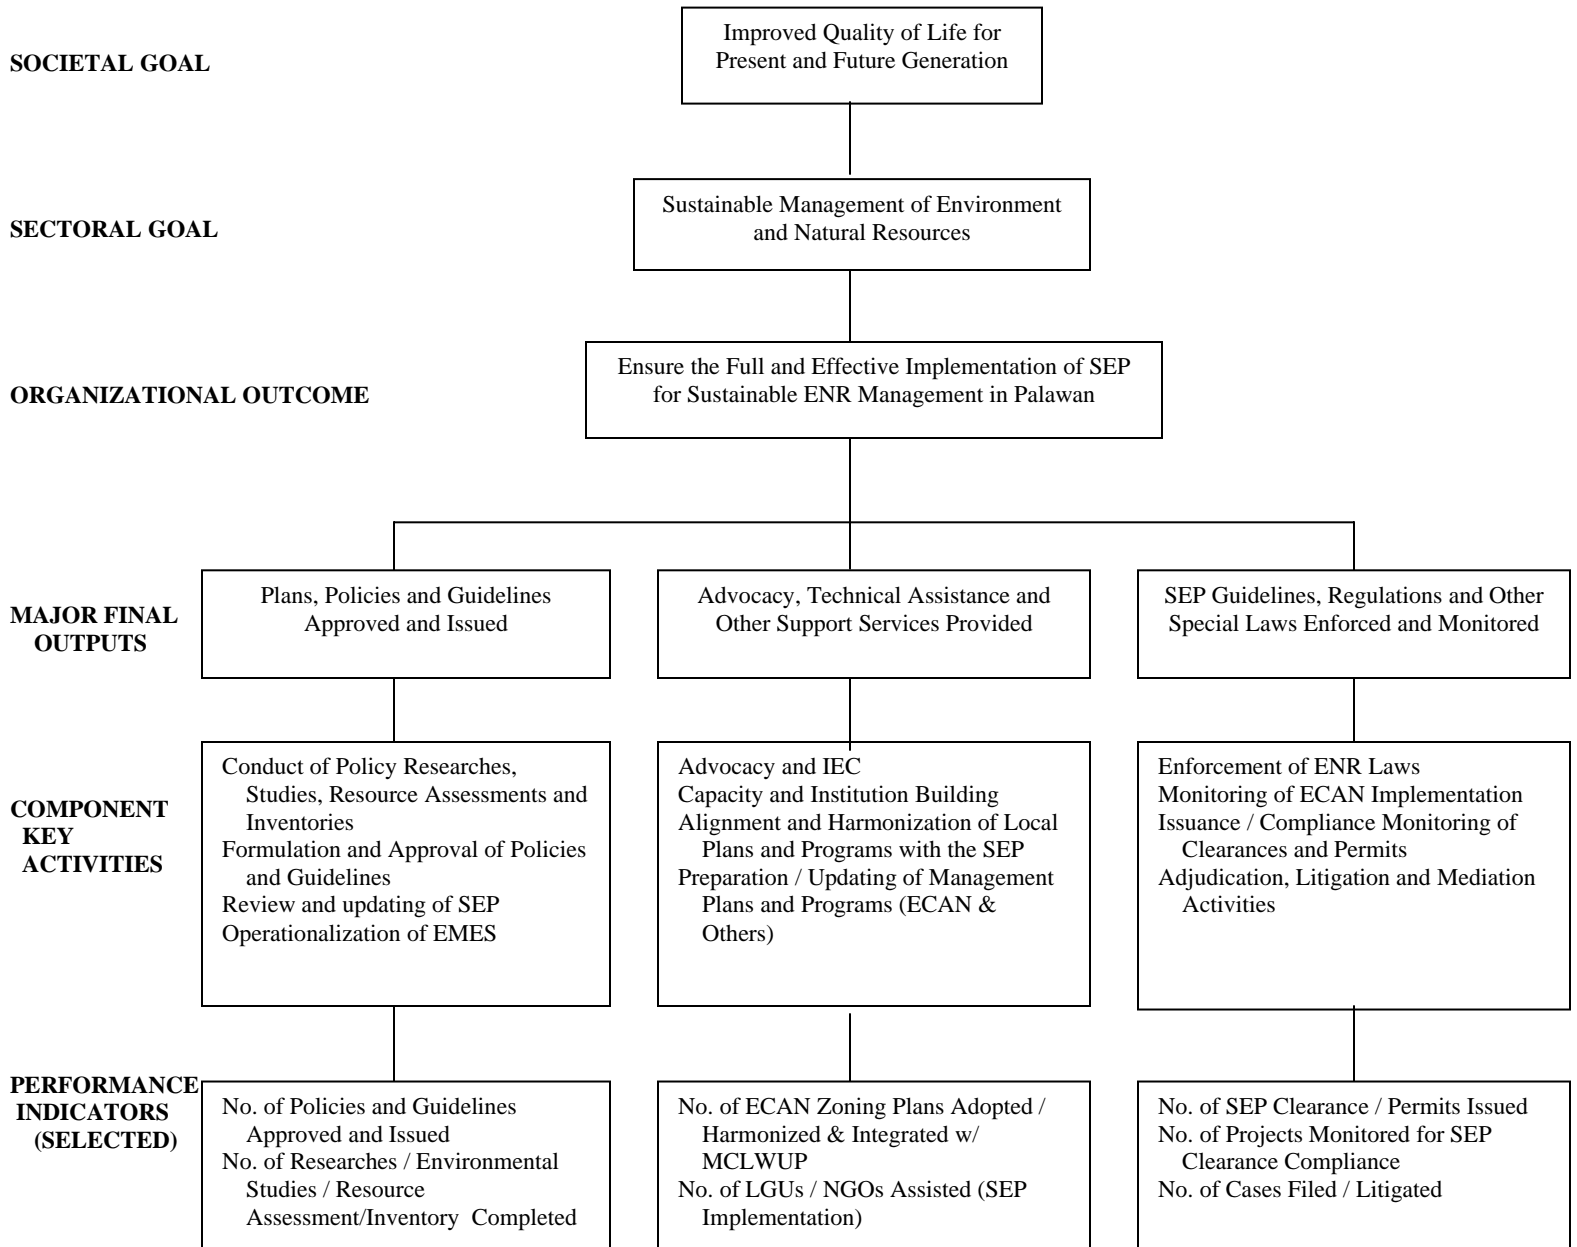 SOCIETAL GOAL
Improved Quality of Life for
Present and Future Generation
SECTORAL GOAL
Sustainable Management of Environment
and Natural Resources
ORGANIZATIONAL OUTCOME
Ensure the Full and Effective Implementation of SEP
for Sustainable ENR Management in Palawan
MAJOR FINAL
OUTPUTS
Plans, Policies and Guidelines
Approved and Issued
Advocacy, Technical Assistance and
Other Support Services Provided
SEP Guidelines, Regulations and Other
Special Laws Enforced and Monitored
COMPONENT
KEY
ACTIVITIES
Conduct of Policy Researches,
Studies, Resource Assessments and
Inventories
Formulation and Approval of Policies
and Guidelines
Review and updating of SEP
Operationalization of EMES
Advocacy and IEC
Capacity and Institution Building
Alignment and Harmonization of Local
Plans and Programs with the SEP
Preparation / Updating of Management
Plans and Programs (ECAN &
Others)
Enforcement of ENR Laws
Monitoring of ECAN Implementation
Issuance / Compliance Monitoring of
Clearances and Permits
Adjudication, Litigation and Mediation
Activities
PERFORMANCE
INDICATORS
(SELECTED)
No. of Policies and Guidelines
Approved and Issued
No. of Researches / Environmental
Studies / Resource
Assessment/Inventory Completed
No. of ECAN Zoning Plans Adopted /
Harmonized & Integrated w/
MCLWUP
No. of LGUs / NGOs Assisted (SEP
Implementation)
No. of SEP Clearance / Permits Issued
No. of Projects Monitored for SEP
Clearance Compliance
No. of Cases Filed / Litigated